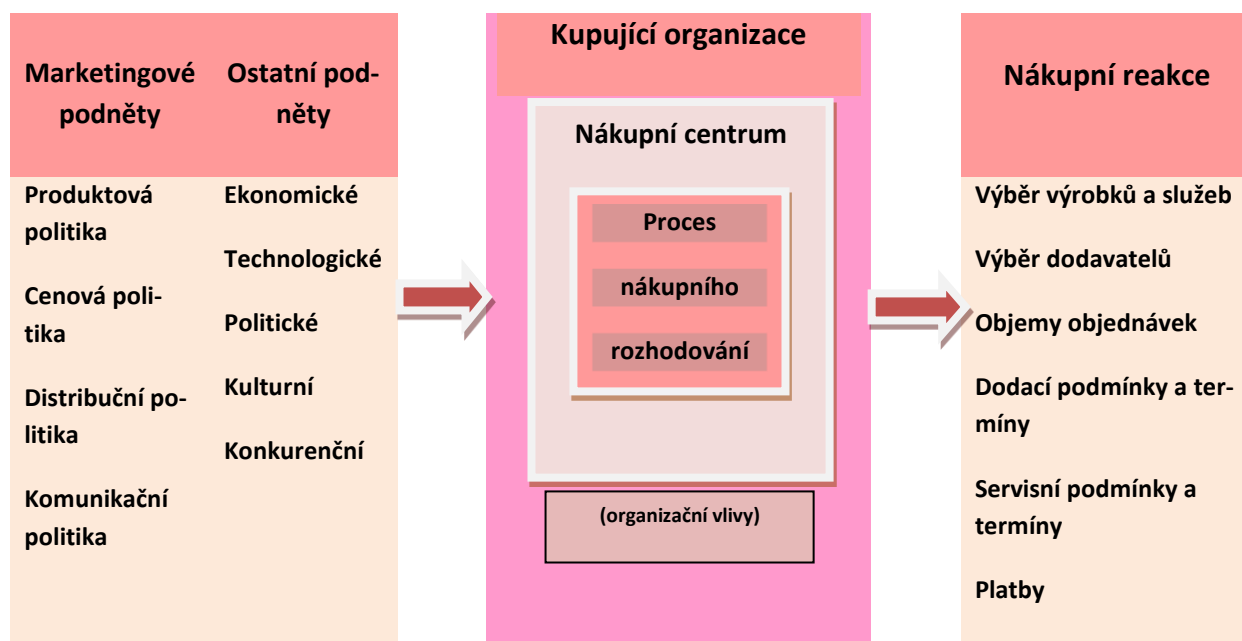 Marketingové
podněty
Ostatní pod-
něty
Produktová
politika
Cenová poli-
tika
Distribuční po-
litika
Komunikační
politika
Ekonomické
Technologické
Politické
Kulturní
Konkurenční
Kupující organizace
Nákupní centrum
Proces
nákupního
rozhodování
(organizační vlivy)
Nákupní reakce
Výběr výrobků a služeb
Výběr dodavatelů
Objemy objednávek
Dodací podmínky a ter-
míny
Servisní podmínky a
termíny
Platby